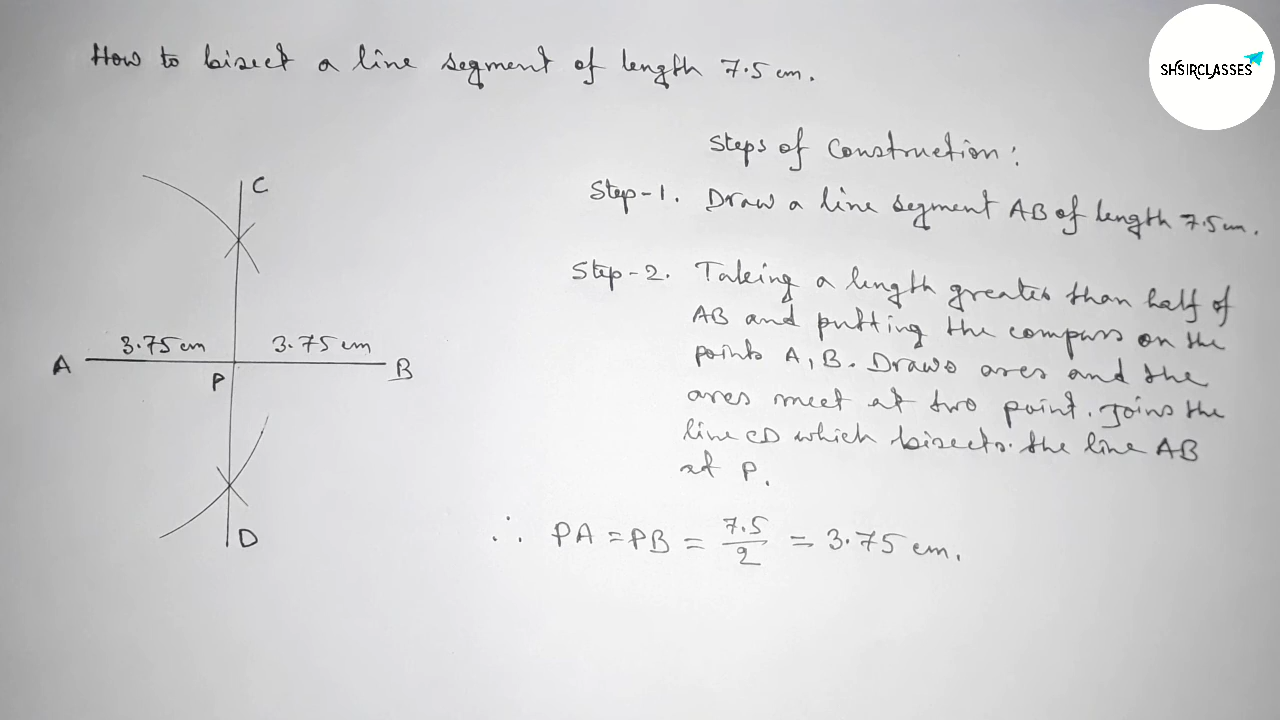 How to bisect a line segment of length 7.5 cm.
SHSIRCLASSES
Steps of Construction:
Step-1. Draw a line segment AB of length 7.5 cm.
Step-2. Taking a length greater than half of
AB and putting the compass on the
points A, B. Draws arcs and the
arcs meet at two point. Joins the
line CD which bisects. the line AB
at P.
∴ PA = PB = 7.5/2 = 3.75 cm.
C
3.75 cm 3.75 cm
A P B
D